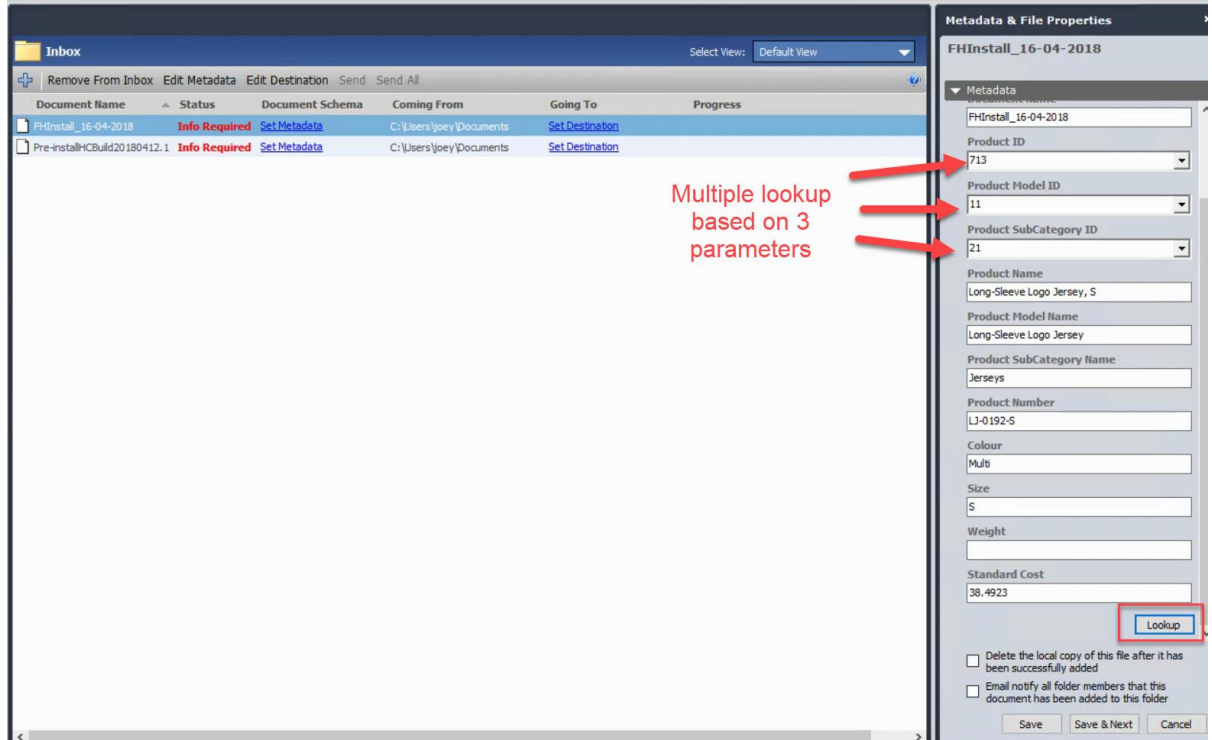 Inbox
Select View: Default View
Remove From Inbox Edit Metadata Edit Destination Send Send All
Document Name Status Document Schema Coming From Going To Progress
FHInstall_16-04-2018 Info Required Set Metadata C:\Users\joey\Documents Set Destination
Pre-installHCBuild20180412.1 Info Required Set Metadata C:\Users\joey\Documents Set Destination
Multiple lookup
based on 3
parameters
Metadata & File Properties
FHInstall_16-04-2018
Metadata
Document Name
FHInstall_16-04-2018
Product ID
713
Product Model ID
11
Product SubCategory ID
21
Product Name
Long-Sleeve Logo Jersey, S
Product Model Name
Long-Sleeve Logo Jersey
Product SubCategory Name
Jerseys
Product Number
LJ-0192-S
Colour
Multi
Size
S
Weight
Standard Cost
38.4923
Lookup
Delete the local copy of this file after it has
been successfully added
Email notify all folder members that this
document has been added to this folder
Save Save & Next Cancel